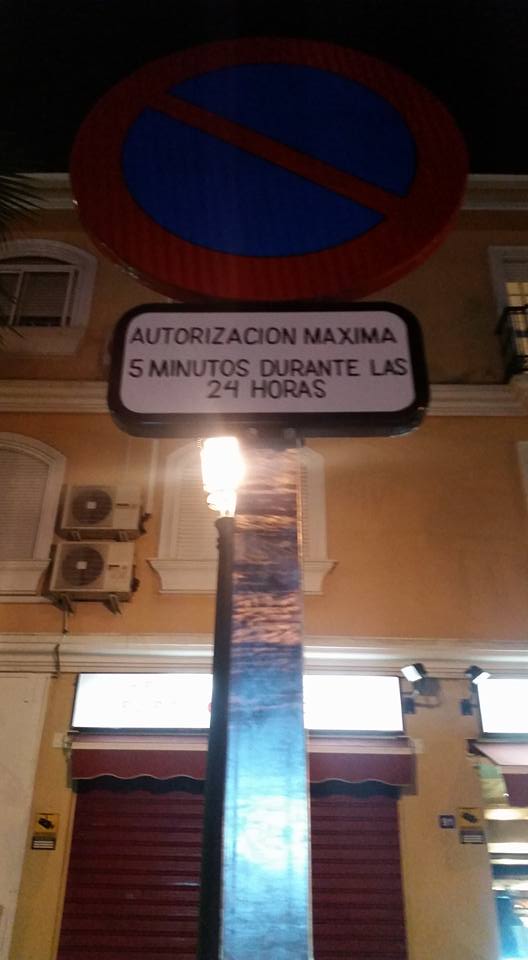 AUTORIZACION MAXIMA
5 MINUTOS DURANTE LAS
24 HORAS